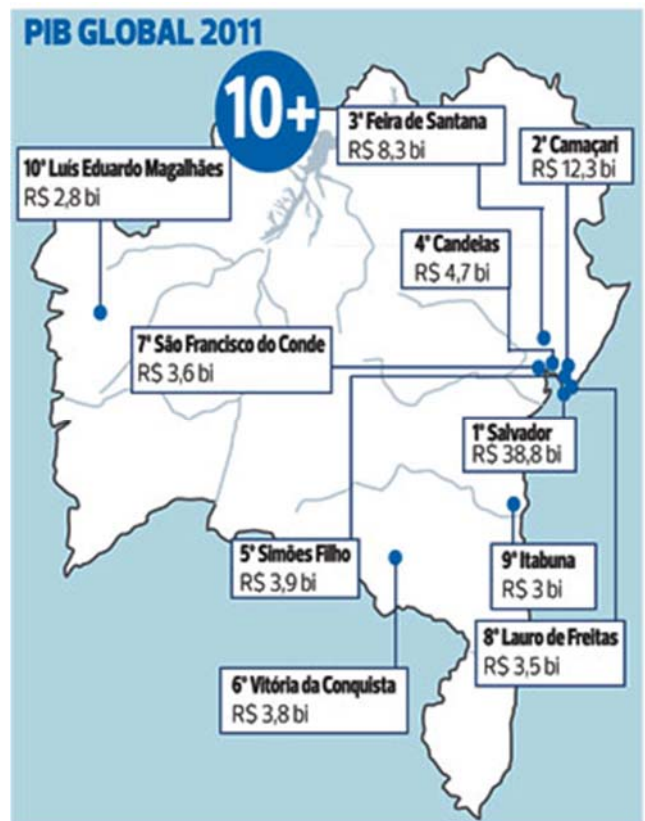 PIB GLOBAL 2011
10+
3º Feira de Santana
R$ 8,3 bi
2º Camaçari
R$ 12,3 bi
10º Luís Eduardo Magalhães
R$ 2,8 bi
4º Candeias
R$ 4,7 bi
7º São Francisco do Conde
R$ 3,6 bi
1º Salvador
R$ 38,8 bi
5º Simões Filho
R$ 3,9 bi
9º Itabuna
R$ 3 bi
8º Lauro de Freitas
R$ 3,5 bi
6º Vitória da Conquista
R$ 3,8 bi